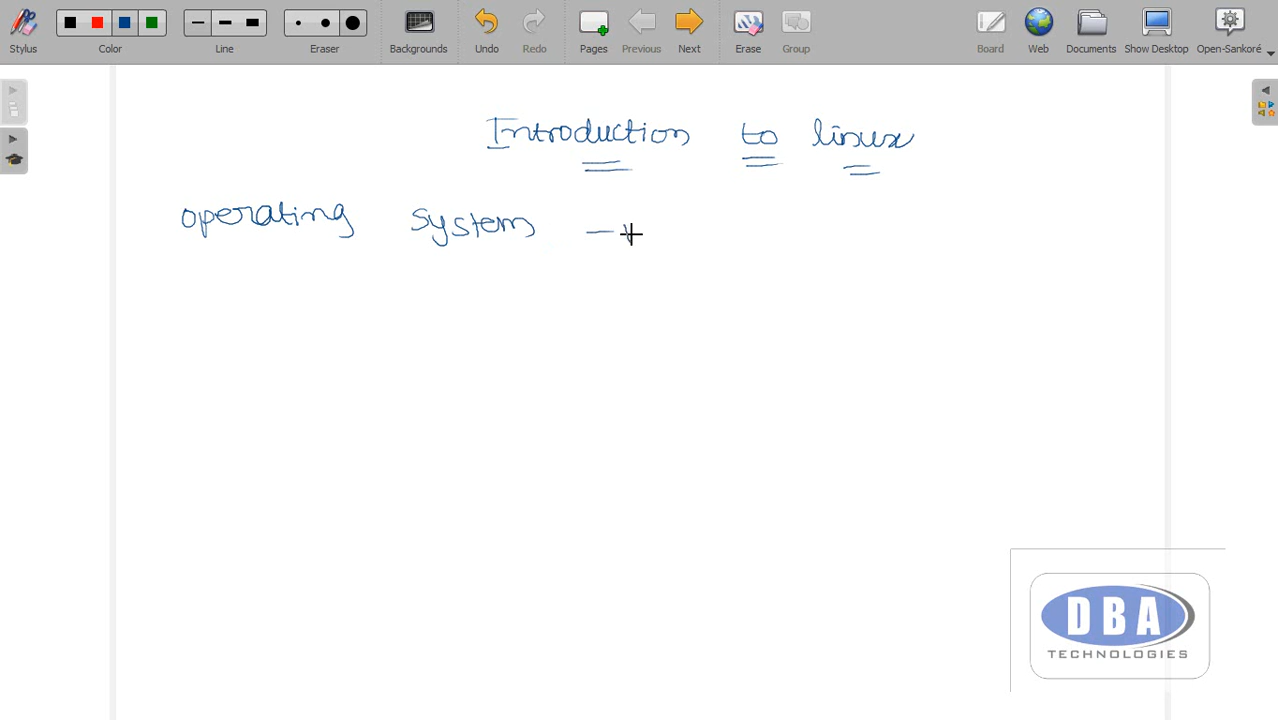 Stylus Color Line Eraser Backgrounds Undo Redo Pages Previous Next Erase Group Board Web Documents Show Desktop Open-Sankoré
Introduction to linux
operating system —
DBA
TECHNOLOGIES